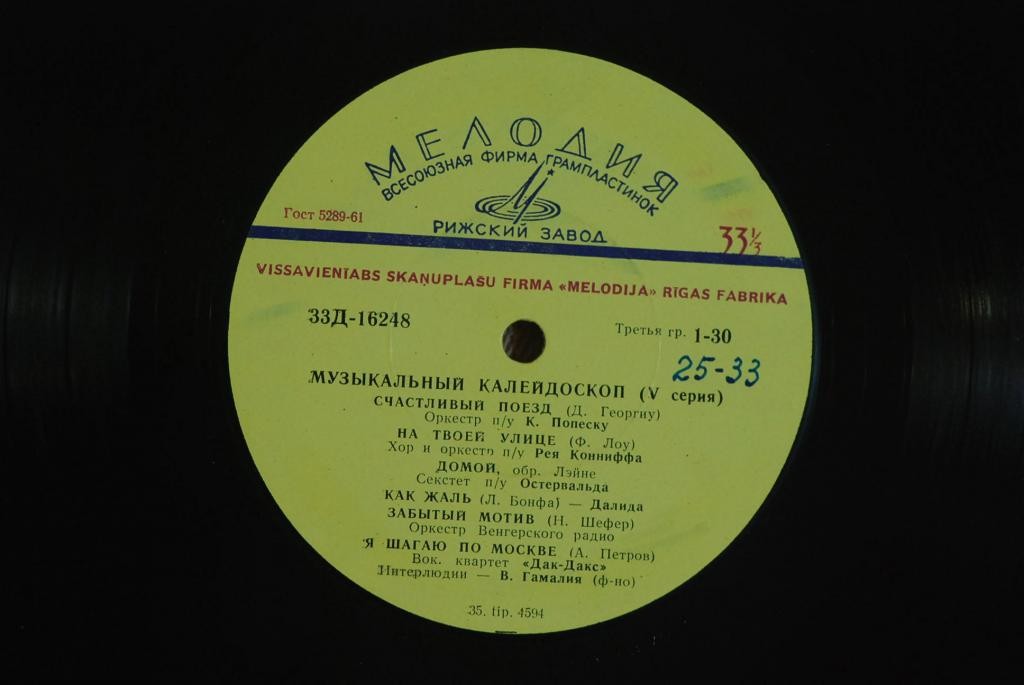 МЕЛОДИЯ
ВСЕСОЮЗНАЯ ФИРМА ГРАМПЛАСТИНОК
РИЖСКИЙ ЗАВОД
Гост 5289-61
33⅓
VISSAVIENĪABS SKAŅUPLAŠU FIRMA «MELODIJA» RĪGAS FABRIKA
33Д-16248
Третья гр. 1-30
25-33
МУЗЫКАЛЬНЫЙ КАЛЕЙДОСКОП (V серия)
СЧАСТЛИВЫЙ ПОЕЗД (Д. Георгиу)
Оркестр п/у К. Попеску
НА ТВОЕЙ УЛИЦЕ (Ф. Лоу)
Хор и оркестр п/у Рея Конниффа
ДОМОЙ, обр. Лэйне
Секстет п/у Остервальда
КАК ЖАЛЬ (Л. Бонфа) — Далида
ЗАБЫТЫЙ МОТИВ (Н. Шефер)
Оркестр Венгерского радио
Я ШАГАЮ ПО МОСКВЕ (А. Петров)
Вок. квартет «Дак-Дакс»
Интерлюдии — В. Гамалия (ф-но)
35. tip. 4594